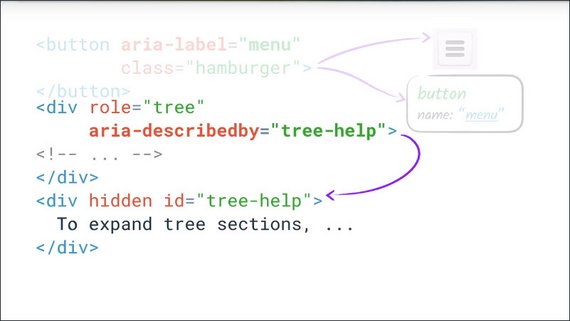 <button aria-label="menu"
class="hamburger">
</button>
button
name: "menu"
<div role="tree"
aria-describedby="tree-help">
<!-- ... -->
</div>
<div hidden id="tree-help">
To expand tree sections, ...
</div>